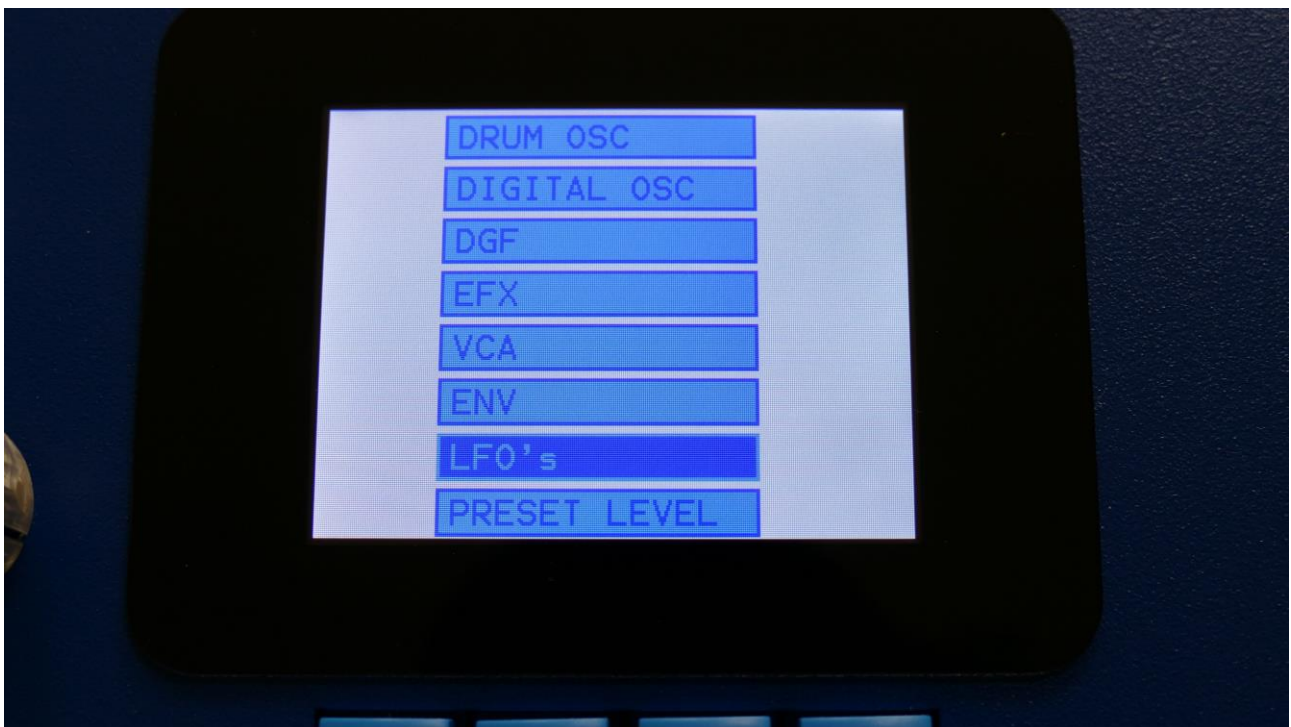 DRUM OSC
DIGITAL OSC
DGF
EFX
VCA
ENV
LFO's
PRESET LEVEL